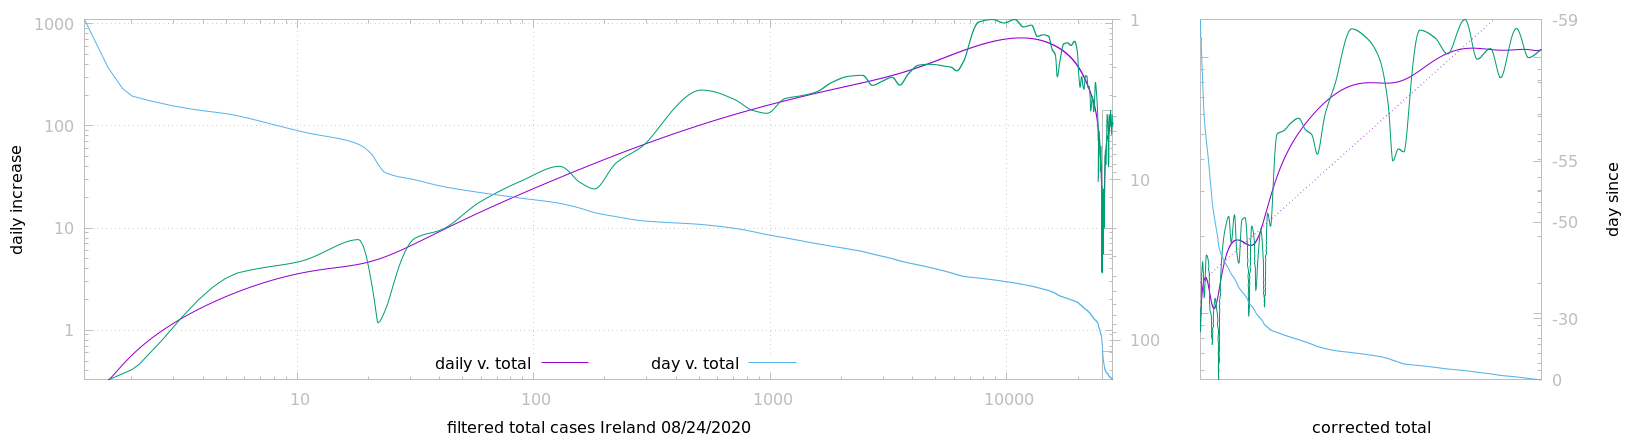 1000
100
10
1
daily increase
1
10
100
daily v. total
day v. total
10
100
1000
10000
filtered total cases Ireland 08/24/2020
-59
-55
-50
-30
0
day since
corrected total